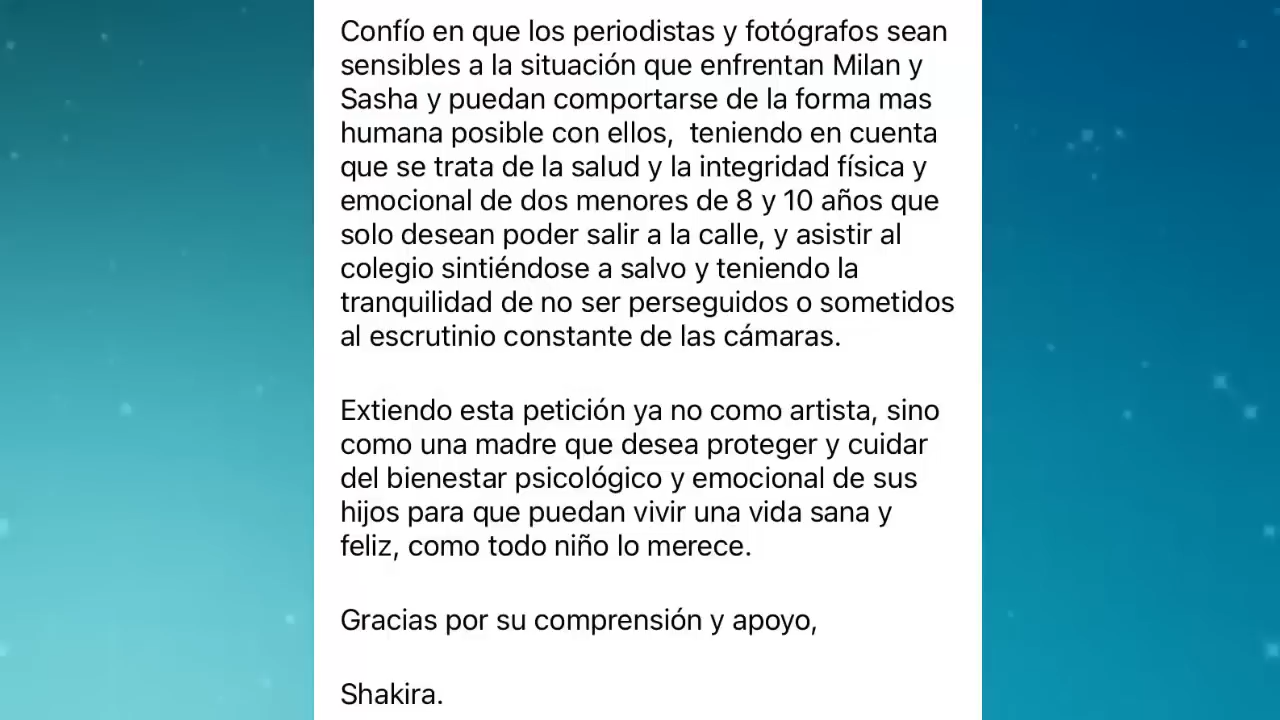 Confío en que los periodistas y fotógrafos sean
sensibles a la situación que enfrentan Milan y
Sasha y puedan comportarse de la forma mas
humana posible con ellos,  teniendo en cuenta
que se trata de la salud y la integridad física y
emocional de dos menores de 8 y 10 años que
solo desean poder salir a la calle, y asistir al
colegio sintiéndose a salvo y teniendo la
tranquilidad de no ser perseguidos o sometidos
al escrutinio constante de las cámaras.
Extiendo esta petición ya no como artista, sino
como una madre que desea proteger y cuidar
del bienestar psicológico y emocional de sus
hijos para que puedan vivir una vida sana y
feliz, como todo niño lo merece.
Gracias por su comprensión y apoyo,
Shakira.